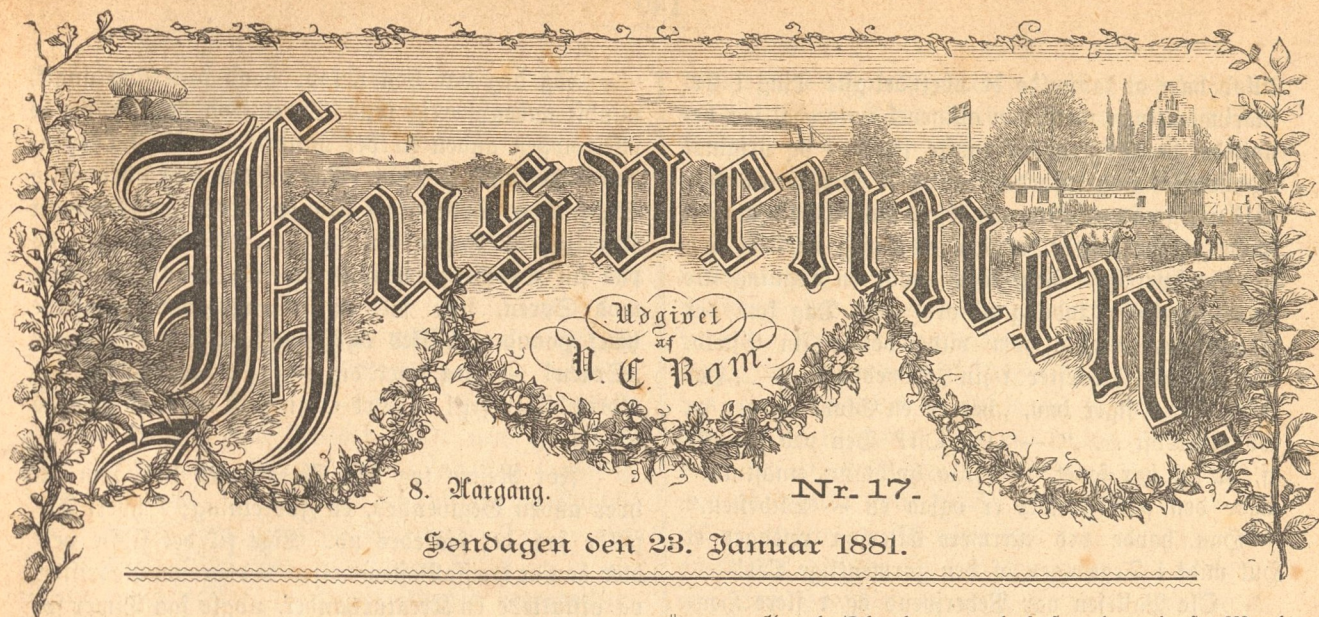 Husvennen.
Udgivet
af
N. C. Rom.
8. Aargang.
Nr. 17.
Søndagen den 23. Januar 1881.